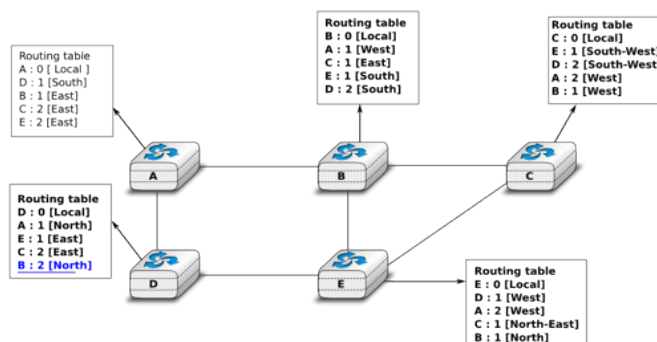 Routing table
A : 0 [ Local ]
D : 1 [South]
B : 1 [East]
C : 2 [East]
E : 2 [East]
Routing table
B : 0 [Local]
A : 1 [West]
C : 1 [East]
E : 1 [South]
D : 2 [South]
Routing table
C : 0 [Local]
E : 1 [South-West]
D : 2 [South-West]
A : 2 [West]
B : 1 [West]
A
B
C
Routing table
D : 0 [Local]
A : 1 [North]
E : 1 [East]
C : 2 [East]
B : 2 [North]
D
E
Routing table
E : 0 [Local]
D : 1 [West]
A : 2 [West]
C : 1 [North-East]
B : 1 [North]